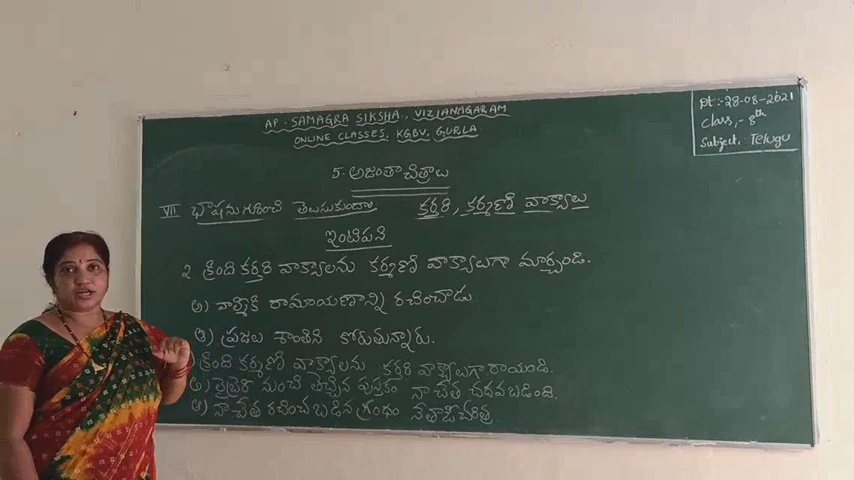 AP. SAMAGRA SIKSHA., VIZIANAGARAM
ONLINE CLASSES, KGBV, GURLA
Dt:-28-08-2021
Class,- 8th
Subject:- Telugu
5. అజంతా చిత్రాలు
VII భాషను గురించి తెలుసుకుందాం కర్తరి, కర్మణి వాక్యాలు
ఇంటిపని
2 క్రింది కర్తరి వాక్యాలను కర్మణి వాక్యాలుగా మార్చండి.
అ) వాల్మీకి రామాయణాన్ని రచించాడు.
ఆ) ప్రజలు శాంతిని కోరుతున్నారు.
క్రింది కర్మణి వాక్యాలను కర్తరి వాక్యాలుగా రాయండి.
అ) లైబ్రెరి నుంచి తెచ్చిన పుస్తకం నా చేత చదవబడింది.
ఆ) నా చేత రచించబడిన గ్రంథం నేతాజీ చరిత్ర.